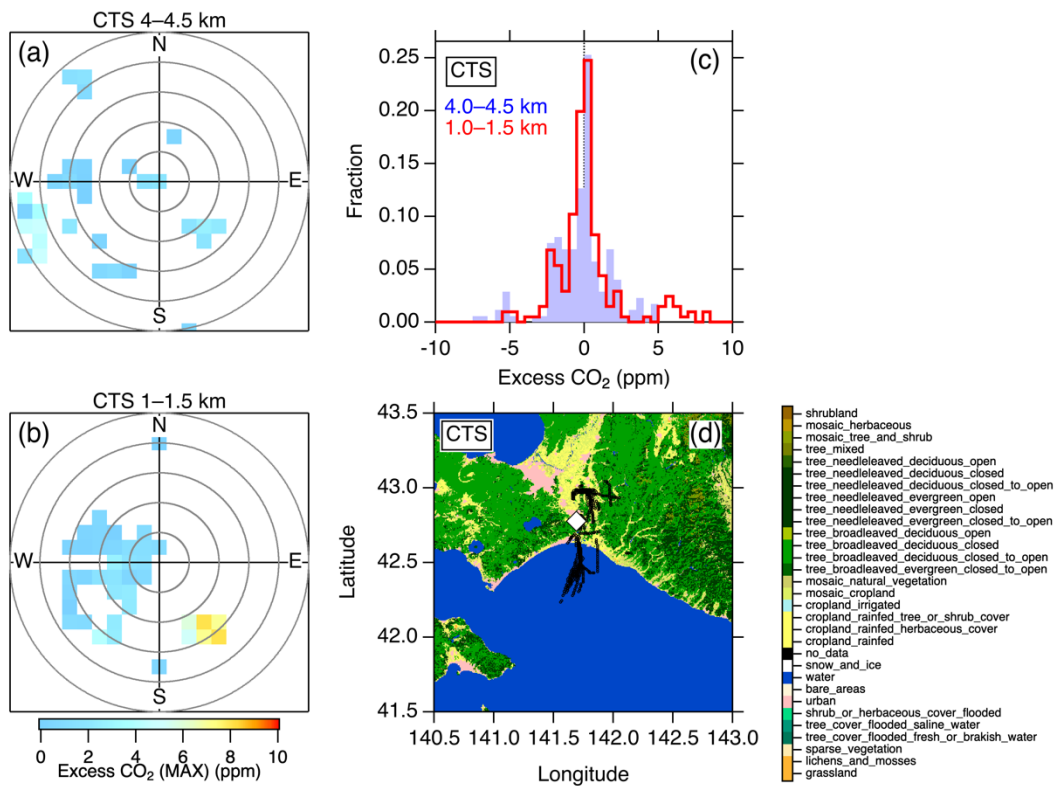 CTS 4–4.5 km
(a)
N
W
E
S
CTS 1–1.5 km
(b)
N
W
E
S
0
2
4
6
8
10
Excess CO₂ (MAX) (ppm)
(c)
CTS
4.0–4.5 km
1.0–1.5 km
0.25
0.20
0.15
0.10
0.05
0.00
Fraction
-10
-5
0
5
10
Excess CO₂ (ppm)
(d)
CTS
43.5
43.0
42.5
42.0
41.5
Latitude
140.5
141.0
141.5
142.0
142.5
143.0
Longitude
shrubland
mosaic_herbaceous
mosaic_tree_and_shrub
tree_mixed
tree_needleleaved_deciduous_open
tree_needleleaved_deciduous_closed
tree_needleleaved_deciduous_closed_to_open
tree_needleleaved_evergreen_open
tree_needleleaved_evergreen_closed
tree_needleleaved_evergreen_closed_to_open
tree_broadleaved_deciduous_open
tree_broadleaved_deciduous_closed
tree_broadleaved_deciduous_closed_to_open
tree_broadleaved_evergreen_closed_to_open
mosaic_natural_vegetation
mosaic_cropland
cropland_irrigated
cropland_rainfed_tree_or_shrub_cover
cropland_rainfed_herbaceous_cover
cropland_rainfed
no_data
snow_and_ice
water
bare_areas
urban
shrub_or_herbaceous_cover_flooded
tree_cover_flooded_saline_water
tree_cover_flooded_fresh_or_brakish_water
sparse_vegetation
lichens_and_mosses
grassland